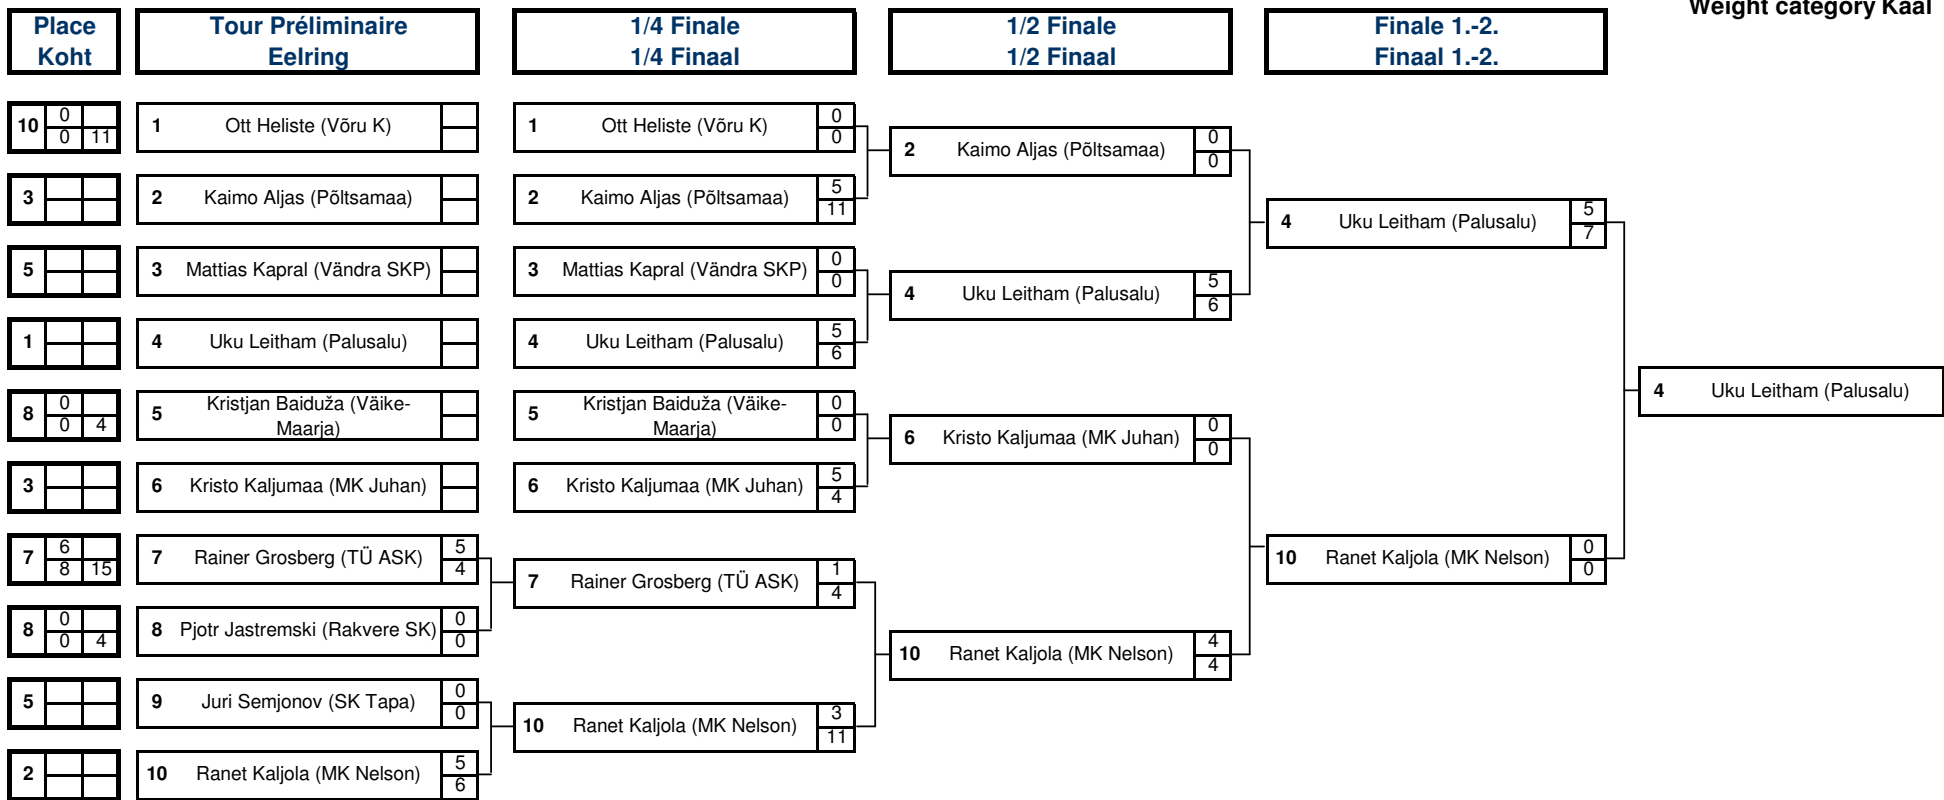 Weight category Kaal
Place
Koht
Tour Préliminaire
Eelring
1/4 Finale
1/4 Finaal
1/2 Finale
1/2 Finaal
Finale 1.-2.
Finaal 1.-2.
10 0
0 11
1 Ott Heliste (Võru K)
1 Ott Heliste (Võru K) 0
0
2 Kaimo Aljas (Põltsamaa) 0
0
3
2 Kaimo Aljas (Põltsamaa)
2 Kaimo Aljas (Põltsamaa) 5
11
4 Uku Leitham (Palusalu) 5
7
5
3 Mattias Kapral (Vändra SKP)
3 Mattias Kapral (Vändra SKP) 0
0
4 Uku Leitham (Palusalu) 5
6
1
4 Uku Leitham (Palusalu)
4 Uku Leitham (Palusalu) 5
6
4 Uku Leitham (Palusalu)
8 0
0 4
5 Kristjan Baiduža (Väike-
Maarja)
5 Kristjan Baiduža (Väike-
Maarja) 0
0
6 Kristo Kaljumaa (MK Juhan) 0
0
3
6 Kristo Kaljumaa (MK Juhan)
6 Kristo Kaljumaa (MK Juhan) 5
4
7 6
8 15
7 Rainer Grosberg (TÜ ASK) 5
4
7 Rainer Grosberg (TÜ ASK) 1
4
10 Ranet Kaljola (MK Nelson) 0
0
8 0
0 4
8 Pjotr Jastremski (Rakvere SK) 0
0
10 Ranet Kaljola (MK Nelson) 4
4
5
9 Juri Semjonov (SK Tapa) 0
0
10 Ranet Kaljola (MK Nelson) 3
11
2
10 Ranet Kaljola (MK Nelson) 5
6